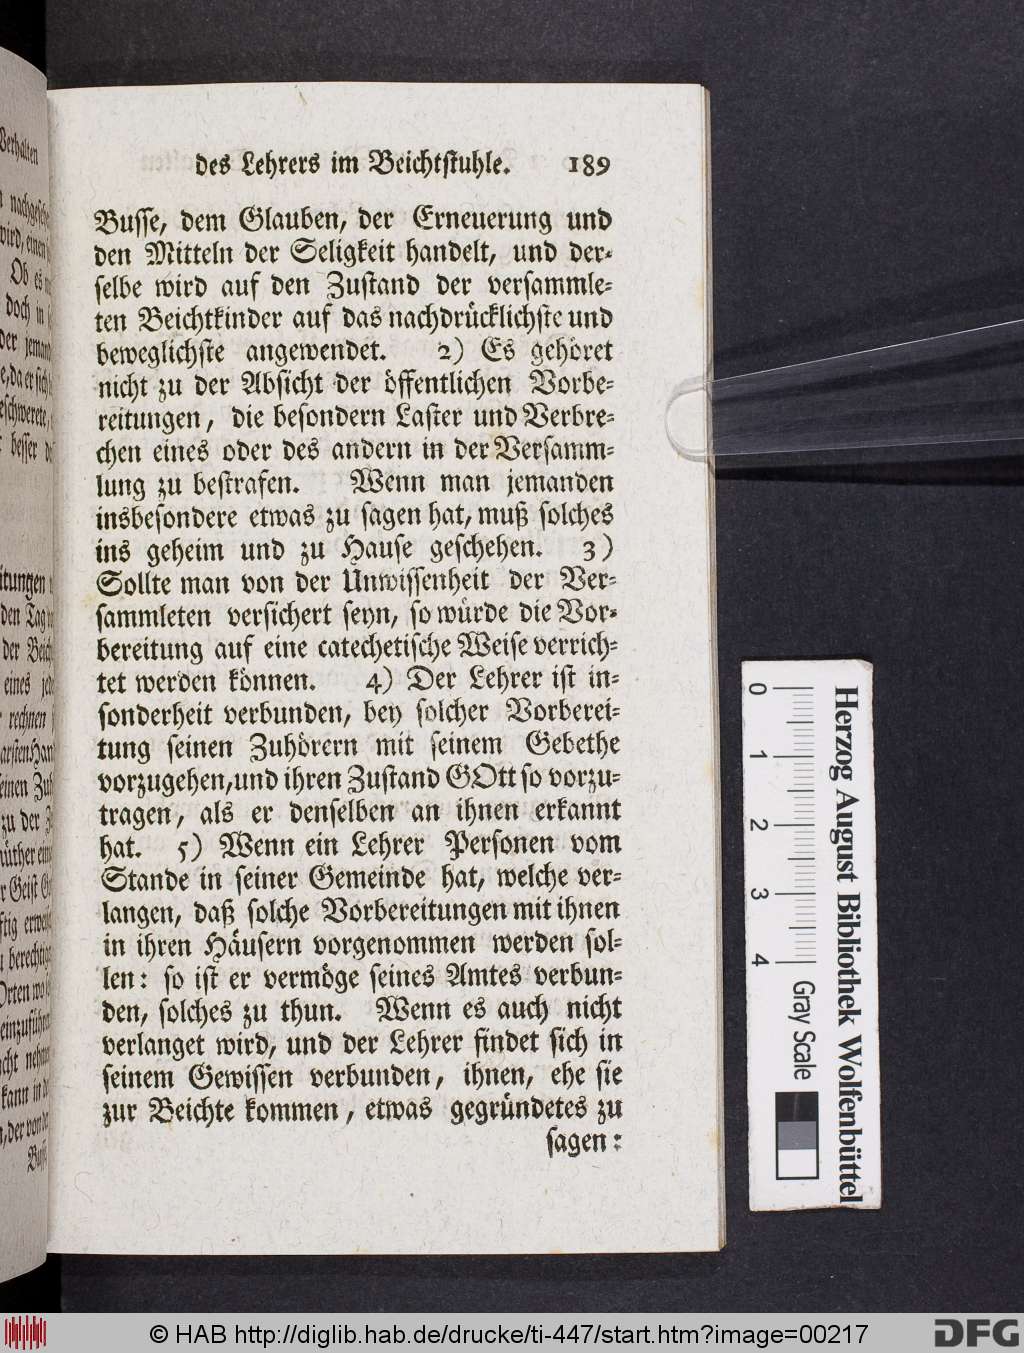 des Lehrers im Beichtstuhle. 189
Busse, dem Glauben, der Erneuerung und
den Mitteln der Seligkeit handelt, und der-
selbe wird auf den Zustand der versammle-
ten Beichtkinder auf das nachdrücklichste und
beweglichste angewendet. 2) Es gehöret
nicht zu der Absicht der öffentlichen Vorbe-
reitungen, die besondern Laster und Verbre-
chen eines oder des andern in der Versamm-
lung zu bestrafen. Wenn man jemanden
insbesondere etwas zu sagen hat, muß solches
ins geheim und zu Hause geschehen. 3)
Sollte man von der Unwissenheit der Ver-
sammleten versichert seyn, so würde die Vor-
bereitung auf eine catechetische Weise verrich-
tet werden können. 4) Der Lehrer ist in-
sonderheit verbunden, bey solcher Vorberei-
tung seinen Zuhörern mit seinem Gebethe
vorzugehen, und ihren Zustand GOtt so vorzu-
tragen, als er denselben an ihnen erkannt
hat. 5) Wenn ein Lehrer Personen vom
Stande in seiner Gemeinde hat, welche ver-
langen, daß solche Vorbereitungen mit ihnen
in ihren Häusern vorgenommen werden sol-
len: so ist er vermöge seines Amtes verbun-
den, solches zu thun. Wenn es auch nicht
verlanget wird, und der Lehrer findet sich in
seinem Gewissen verbunden, ihnen, ehe sie
zur Beichte kommen, etwas gegründetes zu
sagen:
0 1 2 3 4 Gray Scale
Herzog August Bibliothek Wolfenbüttel
© HAB http://diglib.hab.de/drucke/ti-447/start.htm?image=00217
DFG